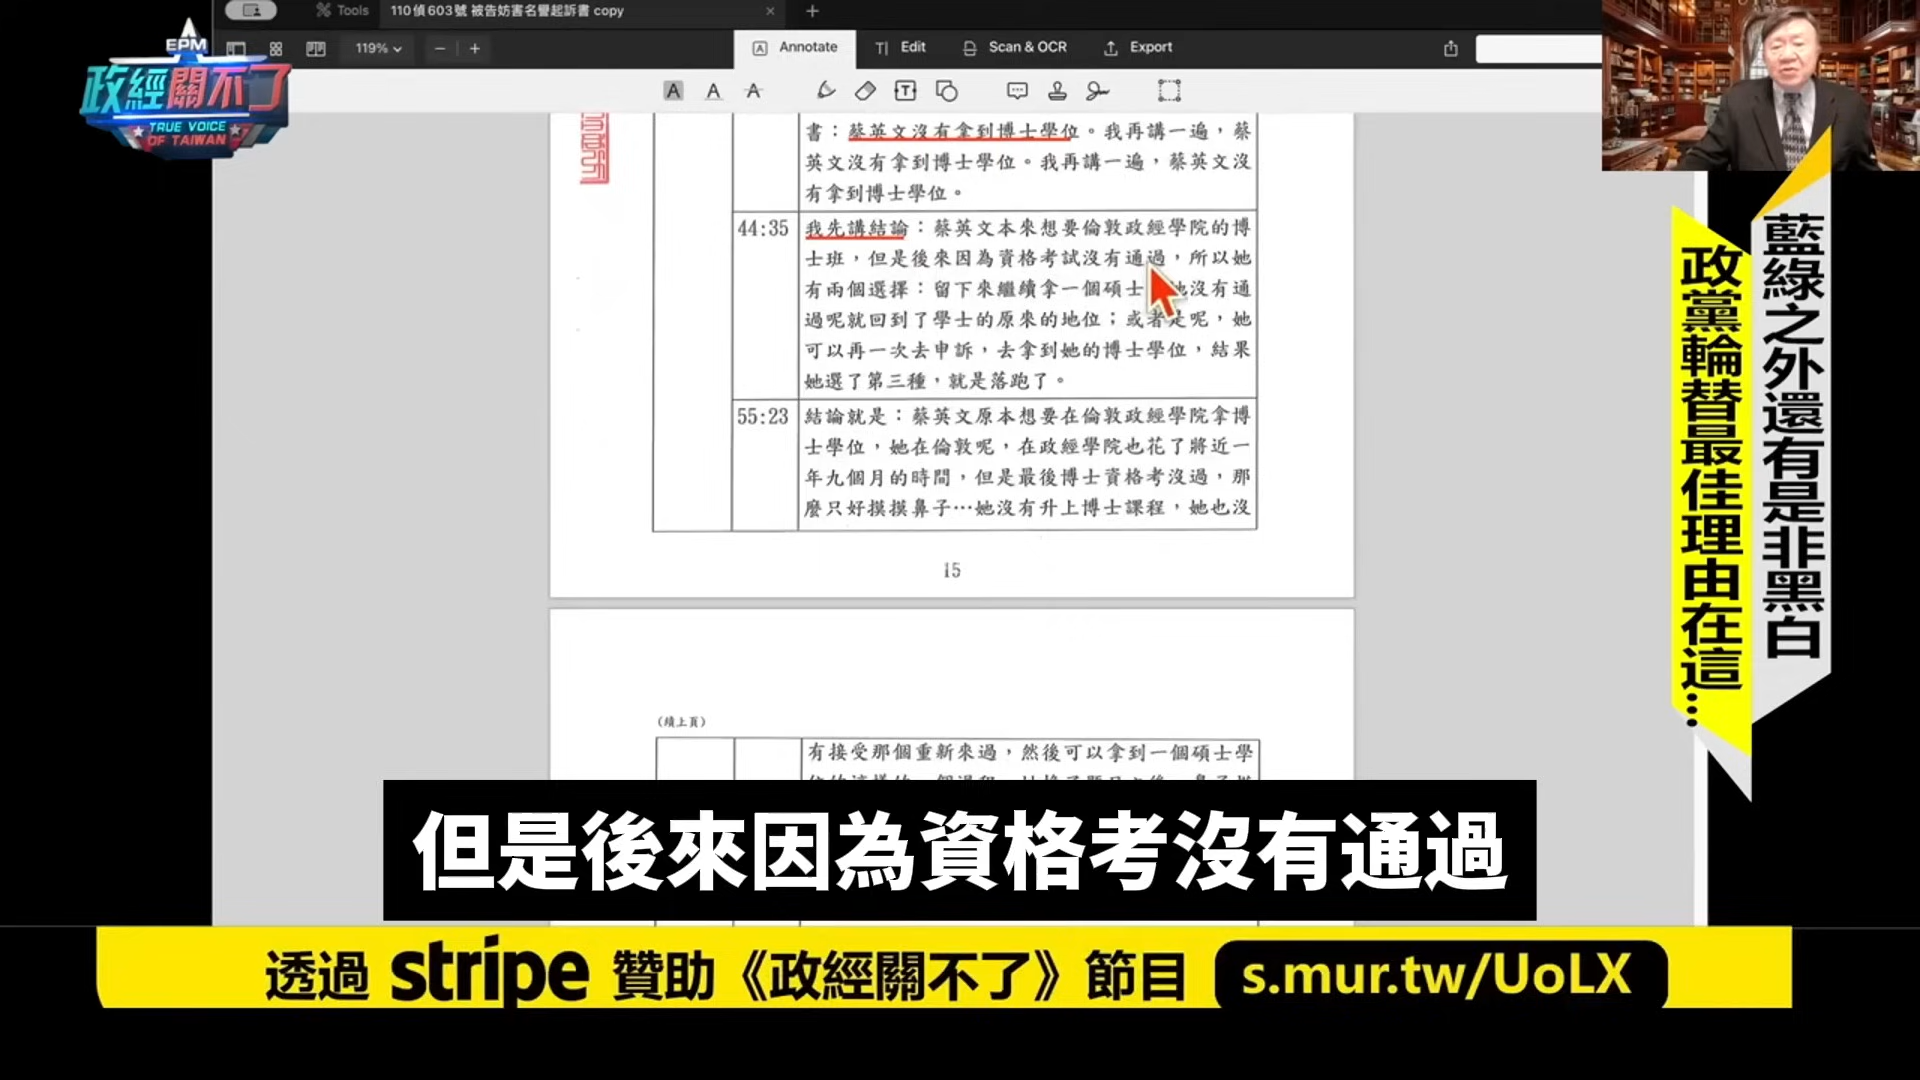 Tools
110偵603號 被告妨害名譽起訴書 copy
119%
Annotate
Edit
Scan & OCR
Export
EPM
政經關不了
TRUE VOICE
OF TAIWAN
書：蔡英文沒有拿到博士學位。我再講一遍，蔡
英文沒有拿到博士學位。我再講一遍，蔡英文沒
有拿到博士學位。
44:35
我先講結論：蔡英文本來想要倫敦政經學院的博
士班，但是後來因為資格考試沒有通過，所以她
有兩個選擇：留下來繼續拿一個碩士 她沒有通
過呢就回到了學士的原來的地位；或者是呢，她
可以再一次去申訴，去拿到她的博士學位，結果
她選了第三種，就是落跑了。
55:23
結論就是：蔡英文原本想要在倫敦政經學院拿博
士學位，她在倫敦呢，在政經學院也花了將近一
年九個月的時間，但是最後博士資格考沒過，那
麼只好摸摸鼻子…她沒有升上博士課程，她也沒
15
(續上頁)
有接受那個重新來過，然後可以拿到一個碩士學
藍綠之外還有是非黑白
政黨輪替最佳理由在這...
但是後來因為資格考沒有通過
透過 stripe 贊助《政經關不了》節目 s.mur.tw/UoLX